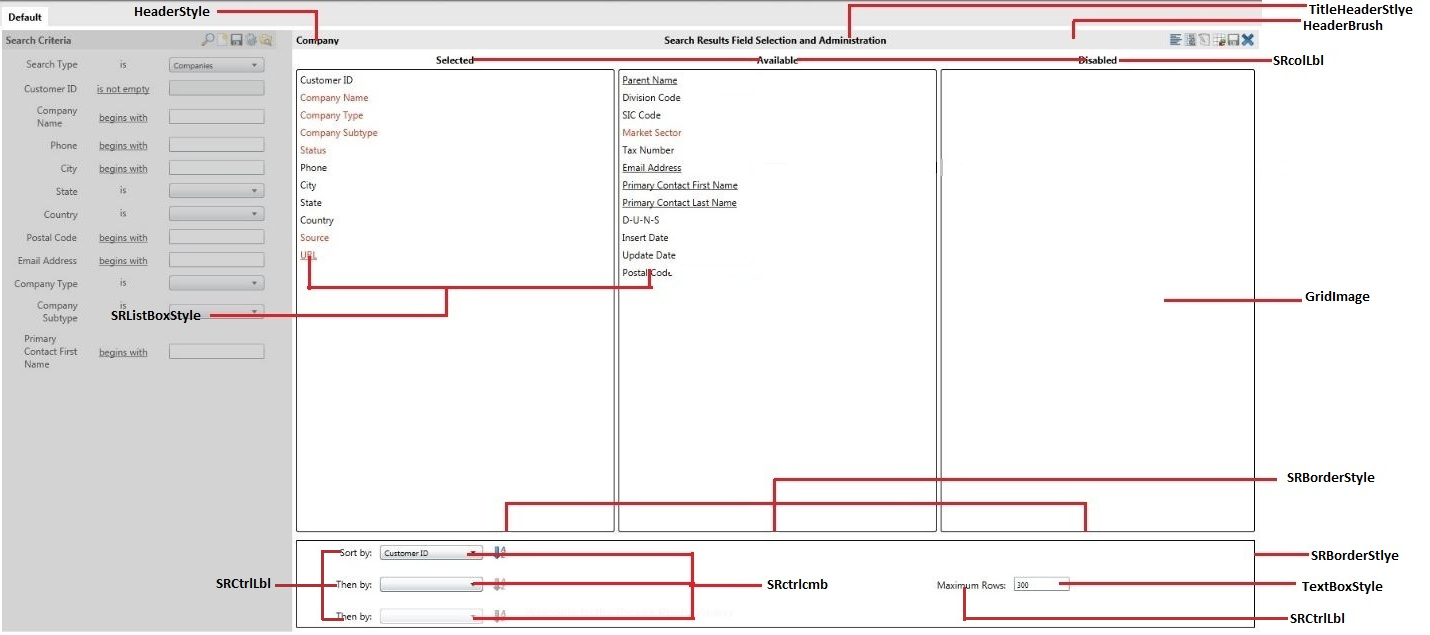 HeaderStyle
TitleHeaderStlye
Default
HeaderBrush
Search Criteria
Company
Search Results Field Selection and Administration
Selected
Available
Disabled
SRcolLbl
Search Type is Companies
Customer ID is not empty
Company Name begins with
Phone begins with
City begins with
State is
Country is
Postal Code begins with
Email Address begins with
Company Type is
Company Subtype is
Primary Contact First Name begins with
Customer ID
Company Name
Company Type
Company Subtype
Status
Phone
City
State
Country
Source
URL
Parent Name
Division Code
SIC Code
Market Sector
Tax Number
Email Address
Primary Contact First Name
Primary Contact Last Name
D-U-N-S
Insert Date
Update Date
Postal Code
GridImage
SRListBoxStyle
SRBorderStyle
Sort by: Customer ID
SRBorderStlye
SRCtrlLbl
Then by:
SRctrlcmb
Maximum Rows: 300
TextBoxStyle
Then by:
SRCtrlLbl